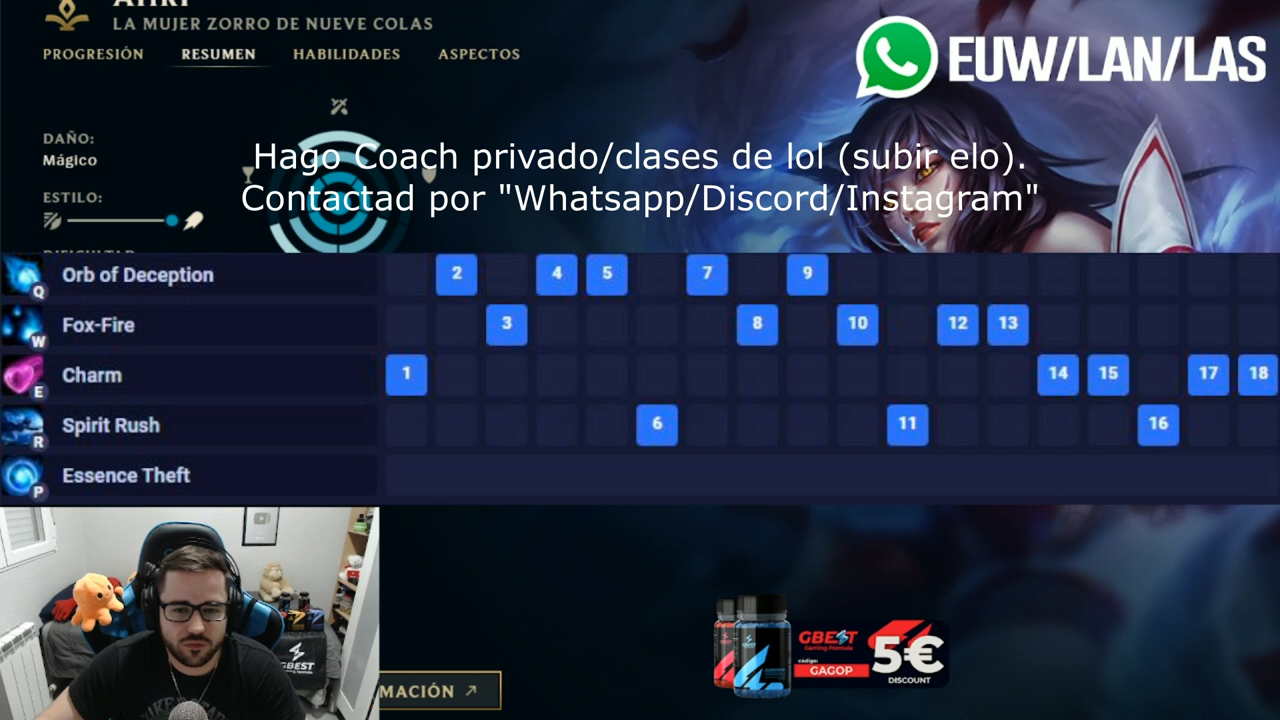 LA MUJER ZORRO DE NUEVE COLAS
PROGRESIÓN RESUMEN HABILIDADES ASPECTOS
EUW/LAN/LAS
DAÑO:
Mágico
Hago Coach privado/clases de lol (subir elo).
Contactad por "Whatsapp/Discord/Instagram"
ESTILO:
Q Orb of Deception 2 4 5 7 9
W Fox-Fire 3 8 10 12 13
E Charm 1 14 15 17 18
R Spirit Rush 6 11 16
P Essence Theft
GBEST
GBEST
Gaming Formula
código:
GAGOP
5€
DISCOUNT
MACIÓN